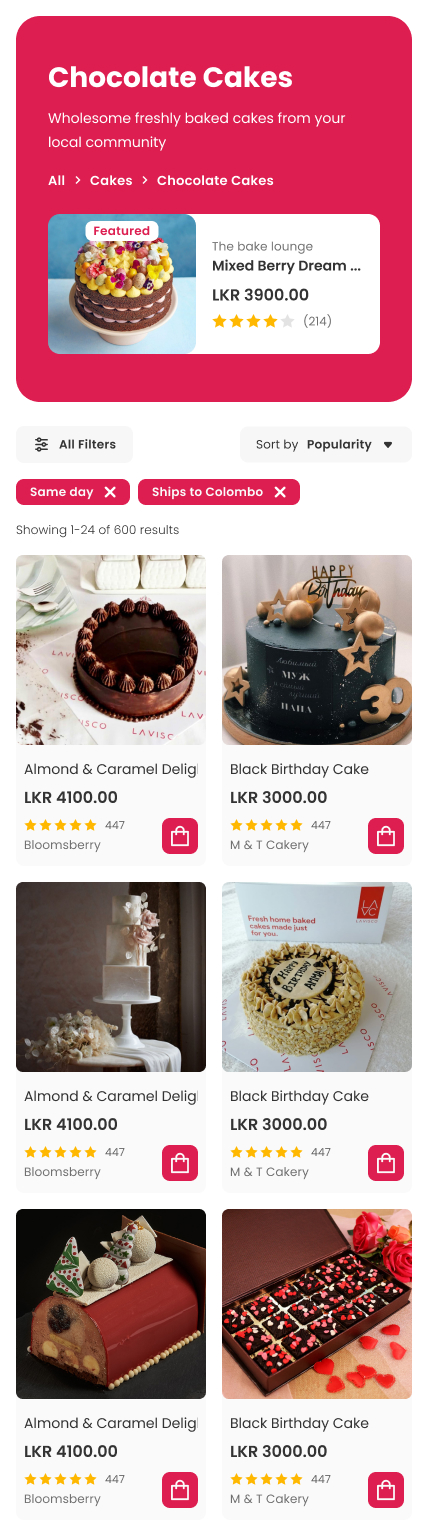 Chocolate Cakes
Wholesome freshly baked cakes from your
local community
All > Cakes > Chocolate Cakes
Featured
The bake lounge
Mixed Berry Dream ...
LKR 3900.00
(214)
All Filters
Sort by Popularity
Same day
Ships to Colombo
Showing 1-24 of 600 results
LAVISCO
HAPPY
Birthday
Любимый
МУЖ
ПАПА
30
Almond & Caramel Delig
LKR 4100.00
447
Bloomsberry
Black Birthday Cake
LKR 3000.00
447
M & T Cakery
Fresh home baked
cakes made just
for you.
LAVISCO
HAPPY
BIRTHDAY
LAVISCO
Almond & Caramel Delig
LKR 4100.00
447
Bloomsberry
Black Birthday Cake
LKR 3000.00
447
M & T Cakery
Almond & Caramel Delig
LKR 4100.00
447
Bloomsberry
Black Birthday Cake
LKR 3000.00
447
M & T Cakery